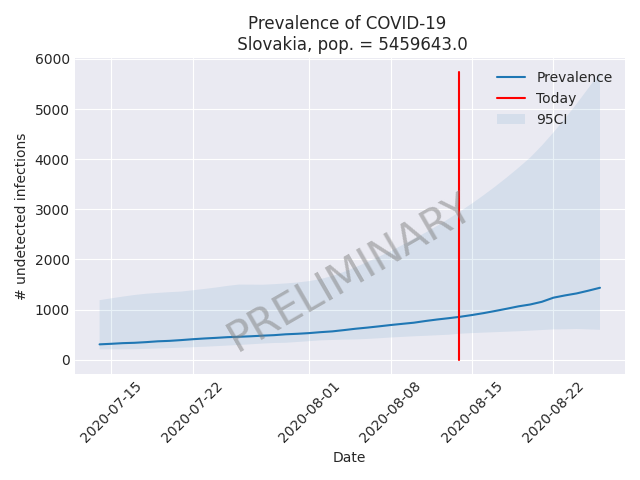 Prevalence of COVID-19
Slovakia, pop. = 5459643.0
Prevalence
Today
95CI
PRELIMINARY
# undetected infections
6000
5000
4000
3000
2000
1000
0
2020-07-15
2020-07-22
2020-08-01
2020-08-08
2020-08-15
2020-08-22
Date